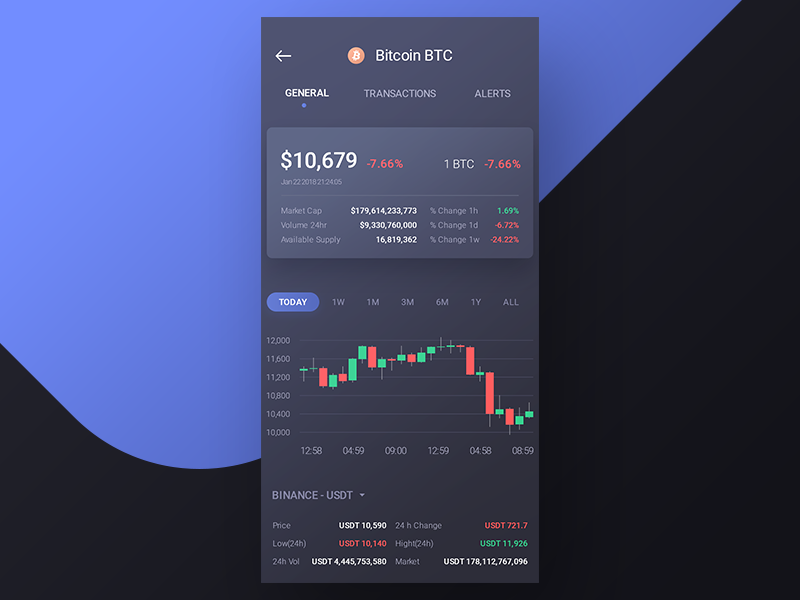 Bitcoin BTC
GENERAL TRANSACTIONS ALERTS
$10,679 -7.66% 1 BTC -7.66%
Jan 22 2018 21:24:05
Market Cap $179,614,233,773 % Change 1h 1.69%
Volume 24hr $9,330,760,000 % Change 1d -6.72%
Available Supply 16,819,362 % Change 1w -24.22%
TODAY 1W 1M 3M 6M 1Y ALL
12,000
11,600
11,200
10,800
10,400
10,000
12:58 04:59 09:00 12:59 04:58 08:59
BINANCE - USDT
Price USDT 10,590 24 h Change USDT 721.7
Low(24h) USDT 10,140 Hight(24h) USDT 11,926
24h Vol USDT 4,445,753,580 Market USDT 178,112,767,096